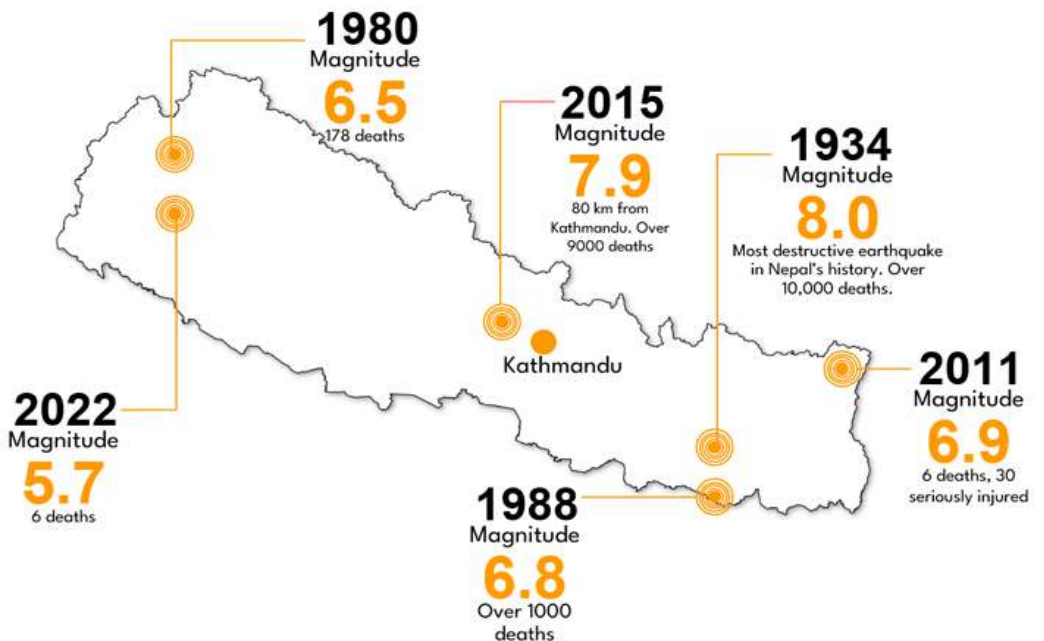 1980
Magnitude
6.5
178 deaths
2015
Magnitude
7.9
80 km from
Kathmandu. Over
9000 deaths
1934
Magnitude
8.0
Most destructive earthquake
in Nepal's history. Over
10,000 deaths.
Kathmandu
2011
Magnitude
6.9
6 deaths, 30
seriously injured
2022
Magnitude
5.7
6 deaths
1988
Magnitude
6.8
Over 1000
deaths